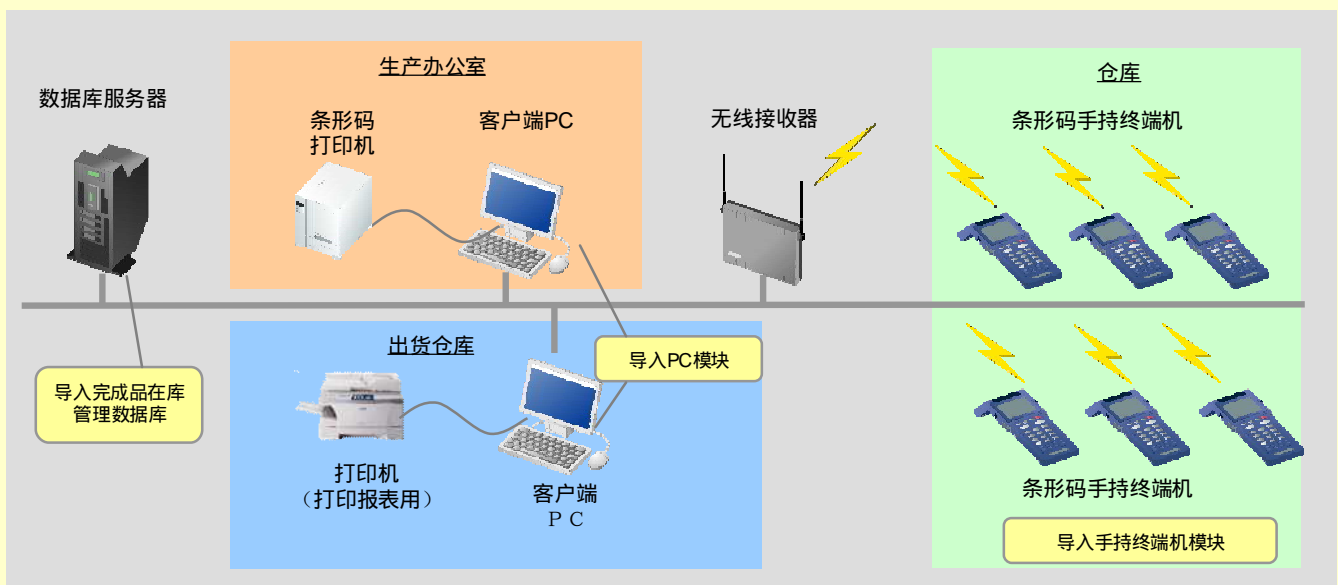 生产办公室
仓库
数据库服务器
条形码
打印机
客户端PC
无线接收器
条形码手持终端机
出货仓库
导入PC模块
导入完成品在库
管理数据库
打印机
（打印报表用）
客户端
ＰＣ
条形码手持终端机
导入手持终端机模块